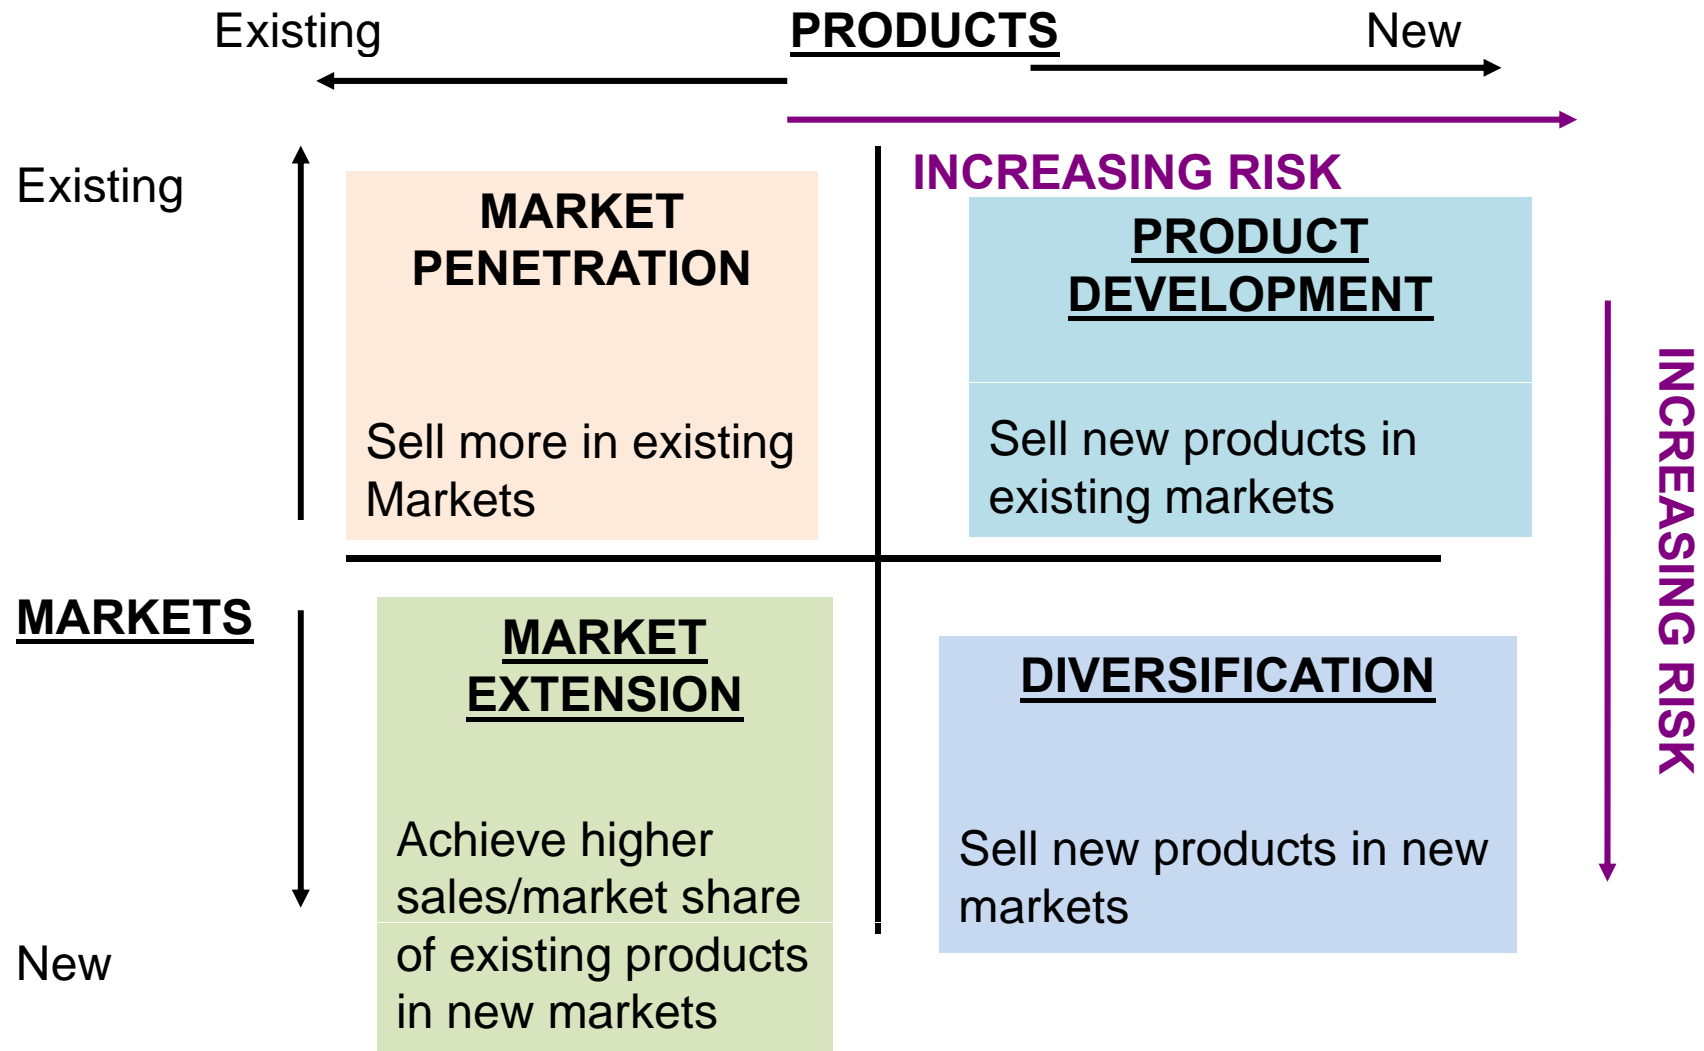 Existing
PRODUCTS
New
INCREASING RISK
Existing
MARKET
PENETRATION
Sell more in existing
Markets
PRODUCT
DEVELOPMENT
Sell new products in
existing markets
INCREASING RISK
MARKETS
MARKET
EXTENSION
Achieve higher
sales/market share
of existing products
in new markets
DIVERSIFICATION
Sell new products in new
markets
New